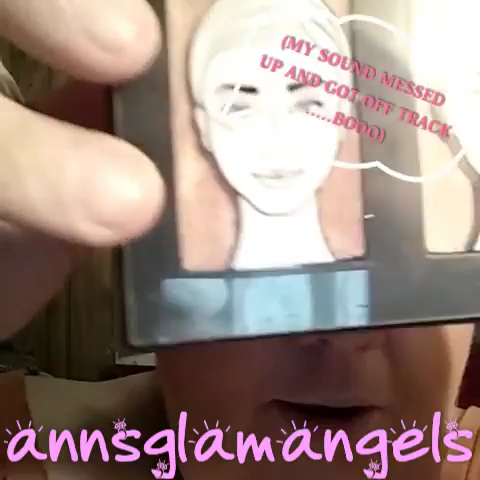 (MY SOUND MESSED
UP AND GOT OFF TRACK
.....BOOO)
annsglamangels